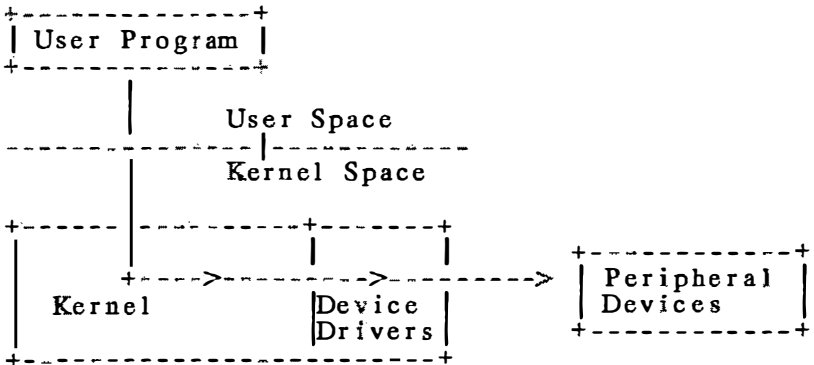 User Program
User Space
Kernel Space
Kernel
Device
Drivers
Peripheral
Devices